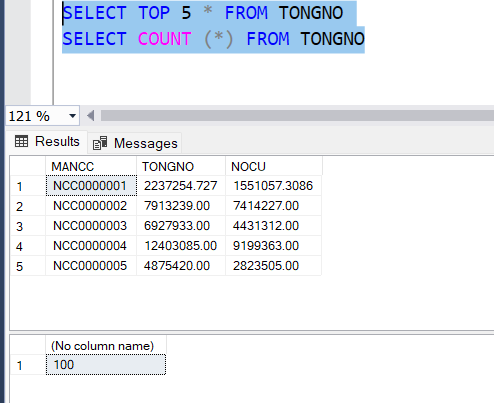 SELECT TOP 5 * FROM TONGNO
SELECT COUNT (*) FROM TONGNO
121 %
Results Messages
MANCC TONGNO NOCU
1 NCC0000001 2237254.727 1551057.3086
2 NCC0000002 7913239.00 7414227.00
3 NCC0000003 6927933.00 4431312.00
4 NCC0000004 12403085.00 9199363.00
5 NCC0000005 4875420.00 2823505.00
(No column name)
1 100